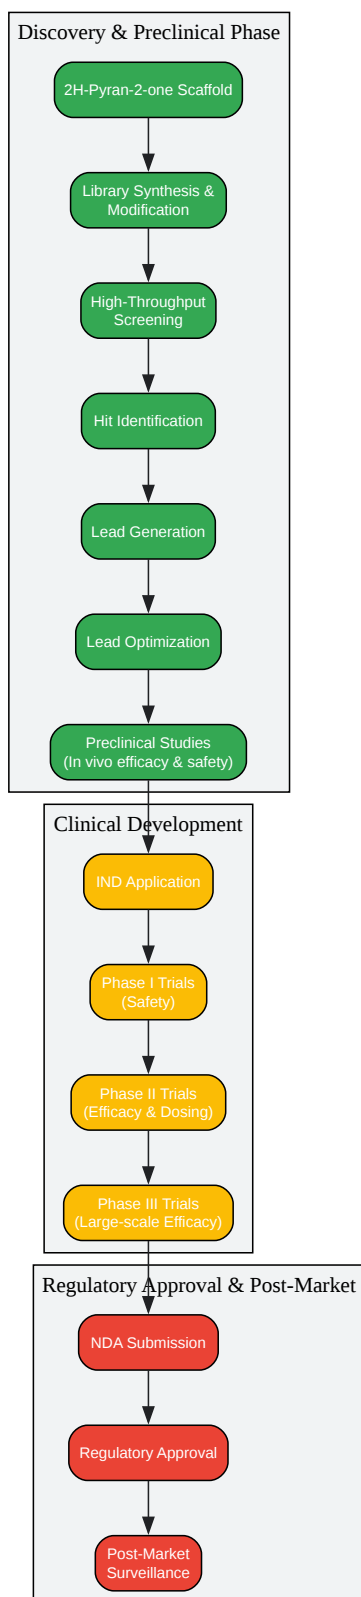 Discovery & Preclinical Phase
2H-Pyran-2-one Scaffold
Library Synthesis &
Modification
High-Throughput
Screening
Hit Identification
Lead Generation
Lead Optimization
Preclinical Studies
(In vivo efficacy & safety)
Clinical Development
IND Application
Phase I Trials
(Safety)
Phase II Trials
(Efficacy & Dosing)
Phase III Trials
(Large-scale Efficacy)
Regulatory Approval & Post-Market
NDA Submission
Regulatory Approval
Post-Market
Surveillance